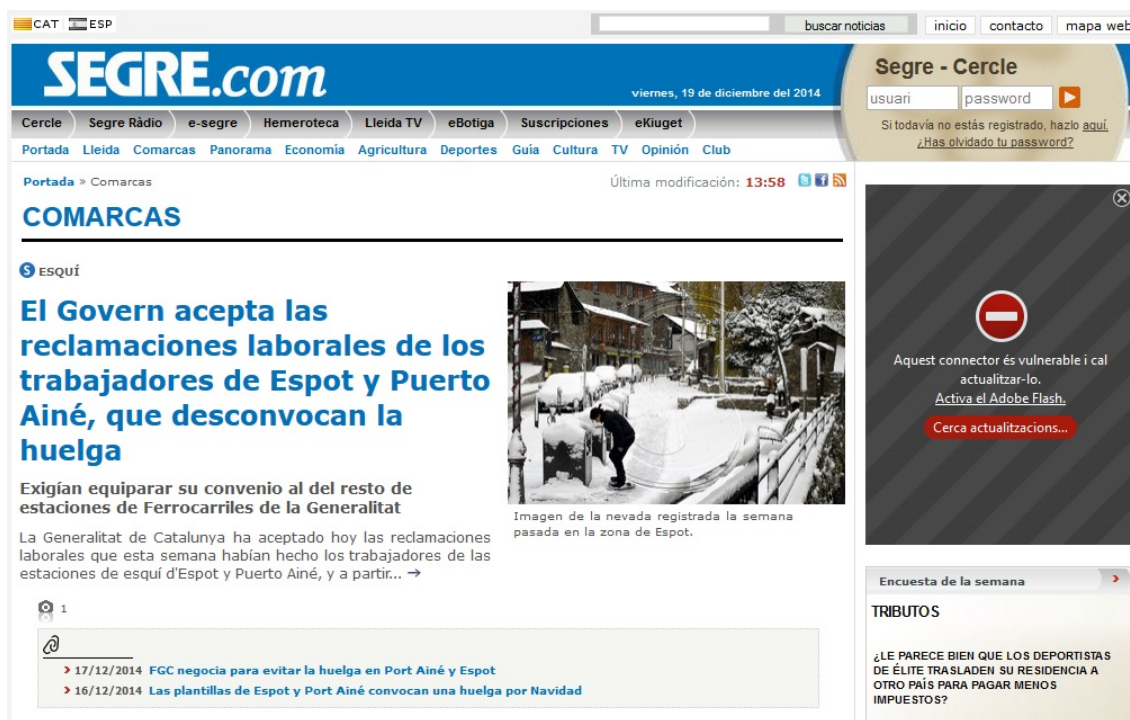 CAT ESP
buscar noticias inicio contacto mapa web
SEGRE.com
viernes, 19 de diciembre del 2014
Segre - Cercle
usuari password
Si todavía no estás registrado, hazlo aquí.
¿Has olvidado tu password?
Cercle Segre Ràdio e-segre Hemeroteca Lleida TV eBotiga Suscripciones eKiuget
Portada Lleida Comarcas Panorama Economía Agricultura Deportes Guía Cultura TV Opinión Club
Portada » Comarcas
Última modificación: 13:58
COMARCAS
S ESQUÍ
El Govern acepta las
reclamaciones laborales de los
trabajadores de Espot y Puerto
Ainé, que desconvocan la
huelga
Exigían equiparar su convenio al del resto de
estaciones de Ferrocarriles de la Generalitat
La Generalitat de Catalunya ha aceptado hoy las reclamaciones
laborales que esta semana habían hecho los trabajadores de las
estaciones de esquí d'Espot y Puerto Ainé, y a partir... →
Imagen de la nevada registrada la semana
pasada en la zona de Espot.
1
17/12/2014 FGC negocia para evitar la huelga en Port Ainé y Espot
16/12/2014 Las plantillas de Espot y Port Ainé convocan una huelga por Navidad
Aquest connector és vulnerable i cal
actualitzar-lo.
Activa el Adobe Flash.
Cerca actualitzacions...
Encuesta de la semana
TRIBUTOS
¿LE PARECE BIEN QUE LOS DEPORTISTAS
DE ÉLITE TRASLADEN SU RESIDENCIA A
OTRO PAÍS PARA PAGAR MENOS
IMPUESTOS?